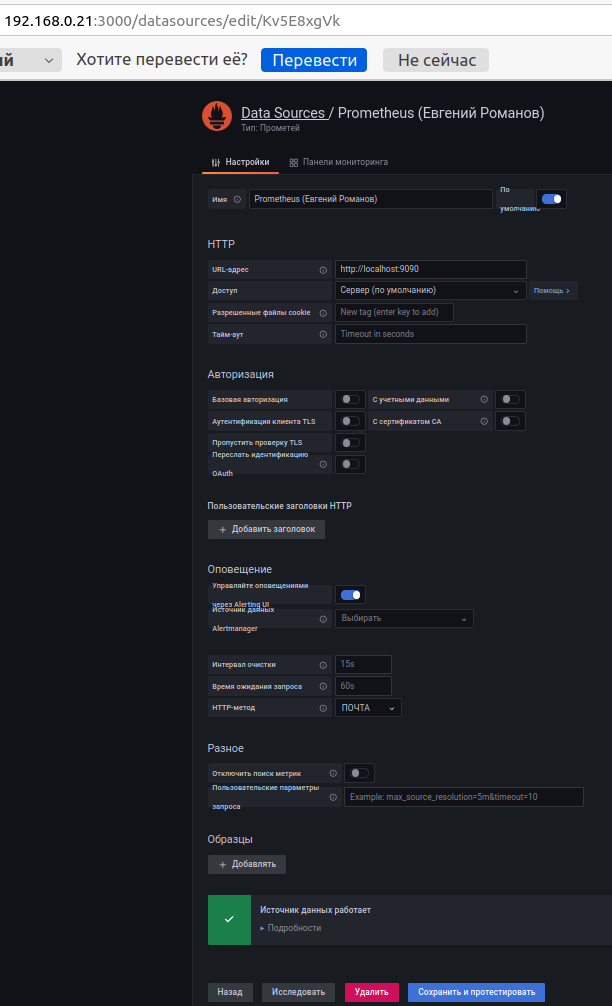 192.168.0.21:3000/datasources/edit/Kv5E8xgVk
ий Хотите перевести её? Перевести Не сейчас
Data Sources / Prometheus (Евгений Романов)
Тип: Прометей
Настройки Панели мониторинга
Имя Prometheus (Евгений Романов) По умолчанию
HTTP
URL-адрес http://localhost:9090
Доступ Сервер (по умолчанию) Помощь >
Разрешенные файлы cookie New tag (enter key to add)
Тайм-аут Timeout in seconds
Авторизация
Базовая авторизация С учетными данными
Аутентификация клиента TLS С сертификатом CA
Пропустить проверку TLS
Переслать идентификацию
OAuth
Пользовательские заголовки HTTP
+ Добавить заголовок
Оповещение
Управляйте оповещениями
через Alerting UI
Источник данных
Alertmanager
Выбирать
Интервал очистки 15s
Время ожидания запроса 60s
HTTP-метод ПОЧТА
Разное
Отключить поиск метрик
Пользовательские параметры
запроса
Example: max_source_resolution=5m&timeout=10
Образцы
+ Добавлять
Источник данных работает
Подробности
Назад Исследовать Удалить Сохранить и протестировать